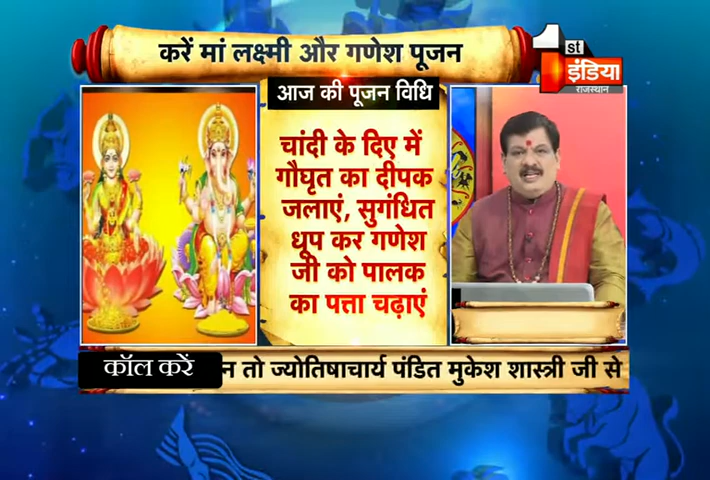 करें मां लक्ष्मी और गणेश पूजन
1st
इंडिया
राजस्थान
आज की पूजन विधि
चांदी के दिए में
गौघृत का दीपक
जलाएं, सुगंधित
धूप कर गणेश
जी को पालक
का पत्ता चढ़ाएं
कॉल करें
न तो ज्योतिषाचार्य पंडित मुकेश शास्त्री जी से